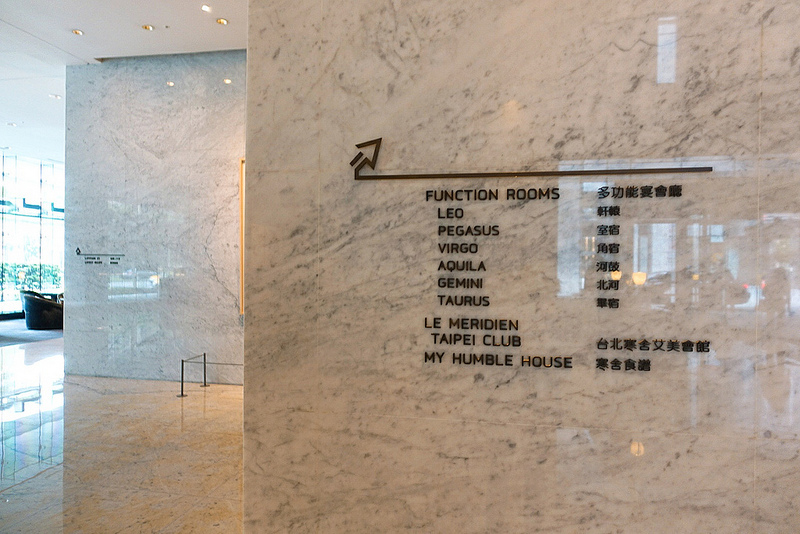 FUNCTION ROOMS 多功能宴會廳
LEO 軒轅
PEGASUS 室宿
VIRGO 角宿
AQUILA 河鼓
GEMINI 北河
TAURUS 畢宿
LE MERIDIEN
TAIPEI CLUB 台北寒舍艾美會館
MY HUMBLE HOUSE 寒舍食譜